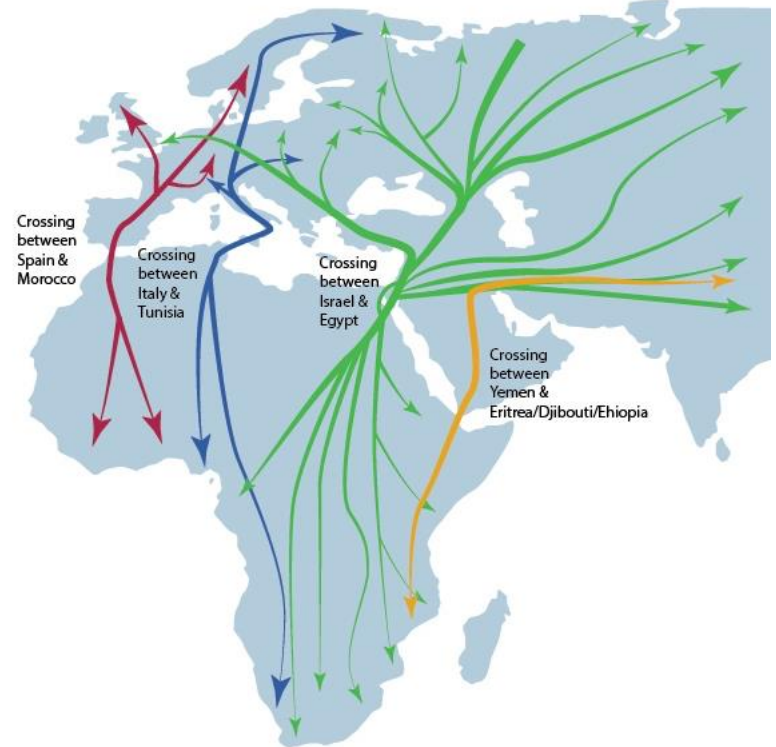 Crossing
between
Spain &
Morocco
Crossing
between
Italy &
Tunisia
Crossing
between
Israel &
Egypt
Crossing
between
Yemen &
Eritrea/Djibouti/Ehiopia